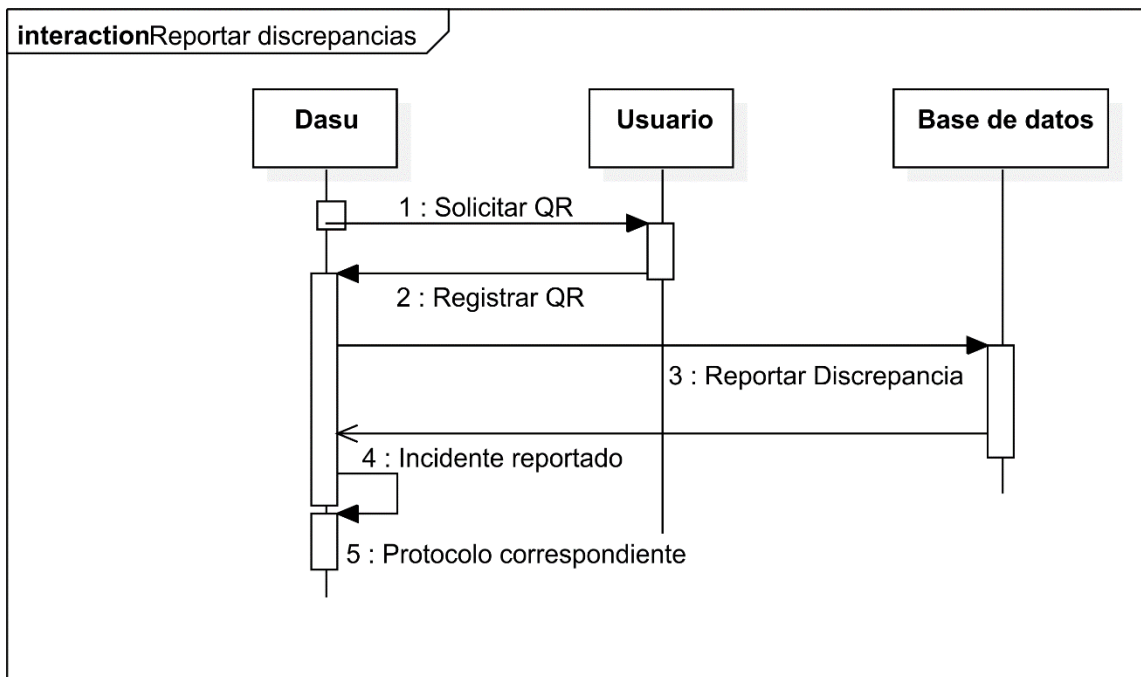 interactionReportar discrepancias
Dasu
Usuario
Base de datos
1 : Solicitar QR
2 : Registrar QR
3 : Reportar Discrepancia
4 : Incidente reportado
5 : Protocolo correspondiente